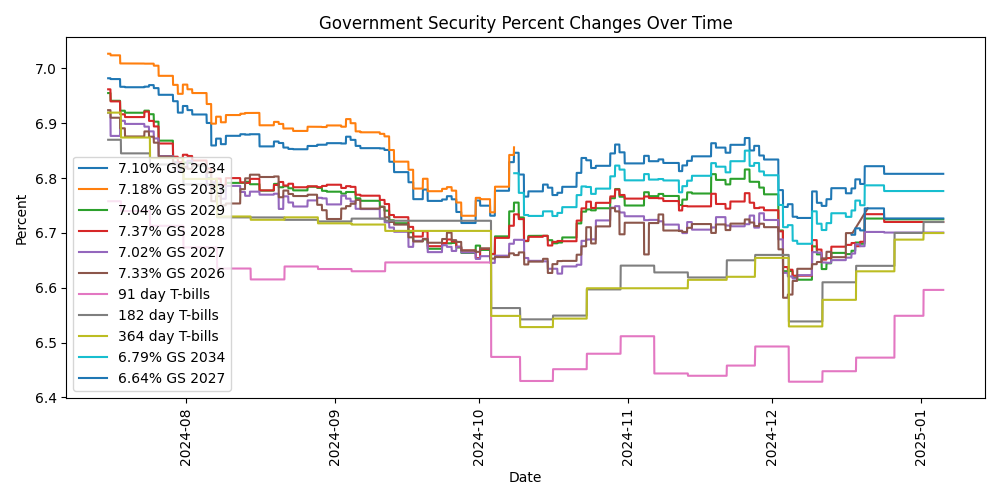 Government Security Percent Changes Over Time
Percent
7.0
6.9
6.8
6.7
6.6
6.5
6.4
7.10% GS 2034
7.18% GS 2033
7.04% GS 2029
7.37% GS 2028
7.02% GS 2027
7.33% GS 2026
91 day T-bills
182 day T-bills
364 day T-bills
6.79% GS 2034
6.64% GS 2027
2024-08
2024-09
2024-10
2024-11
2024-12
2025-01
Date